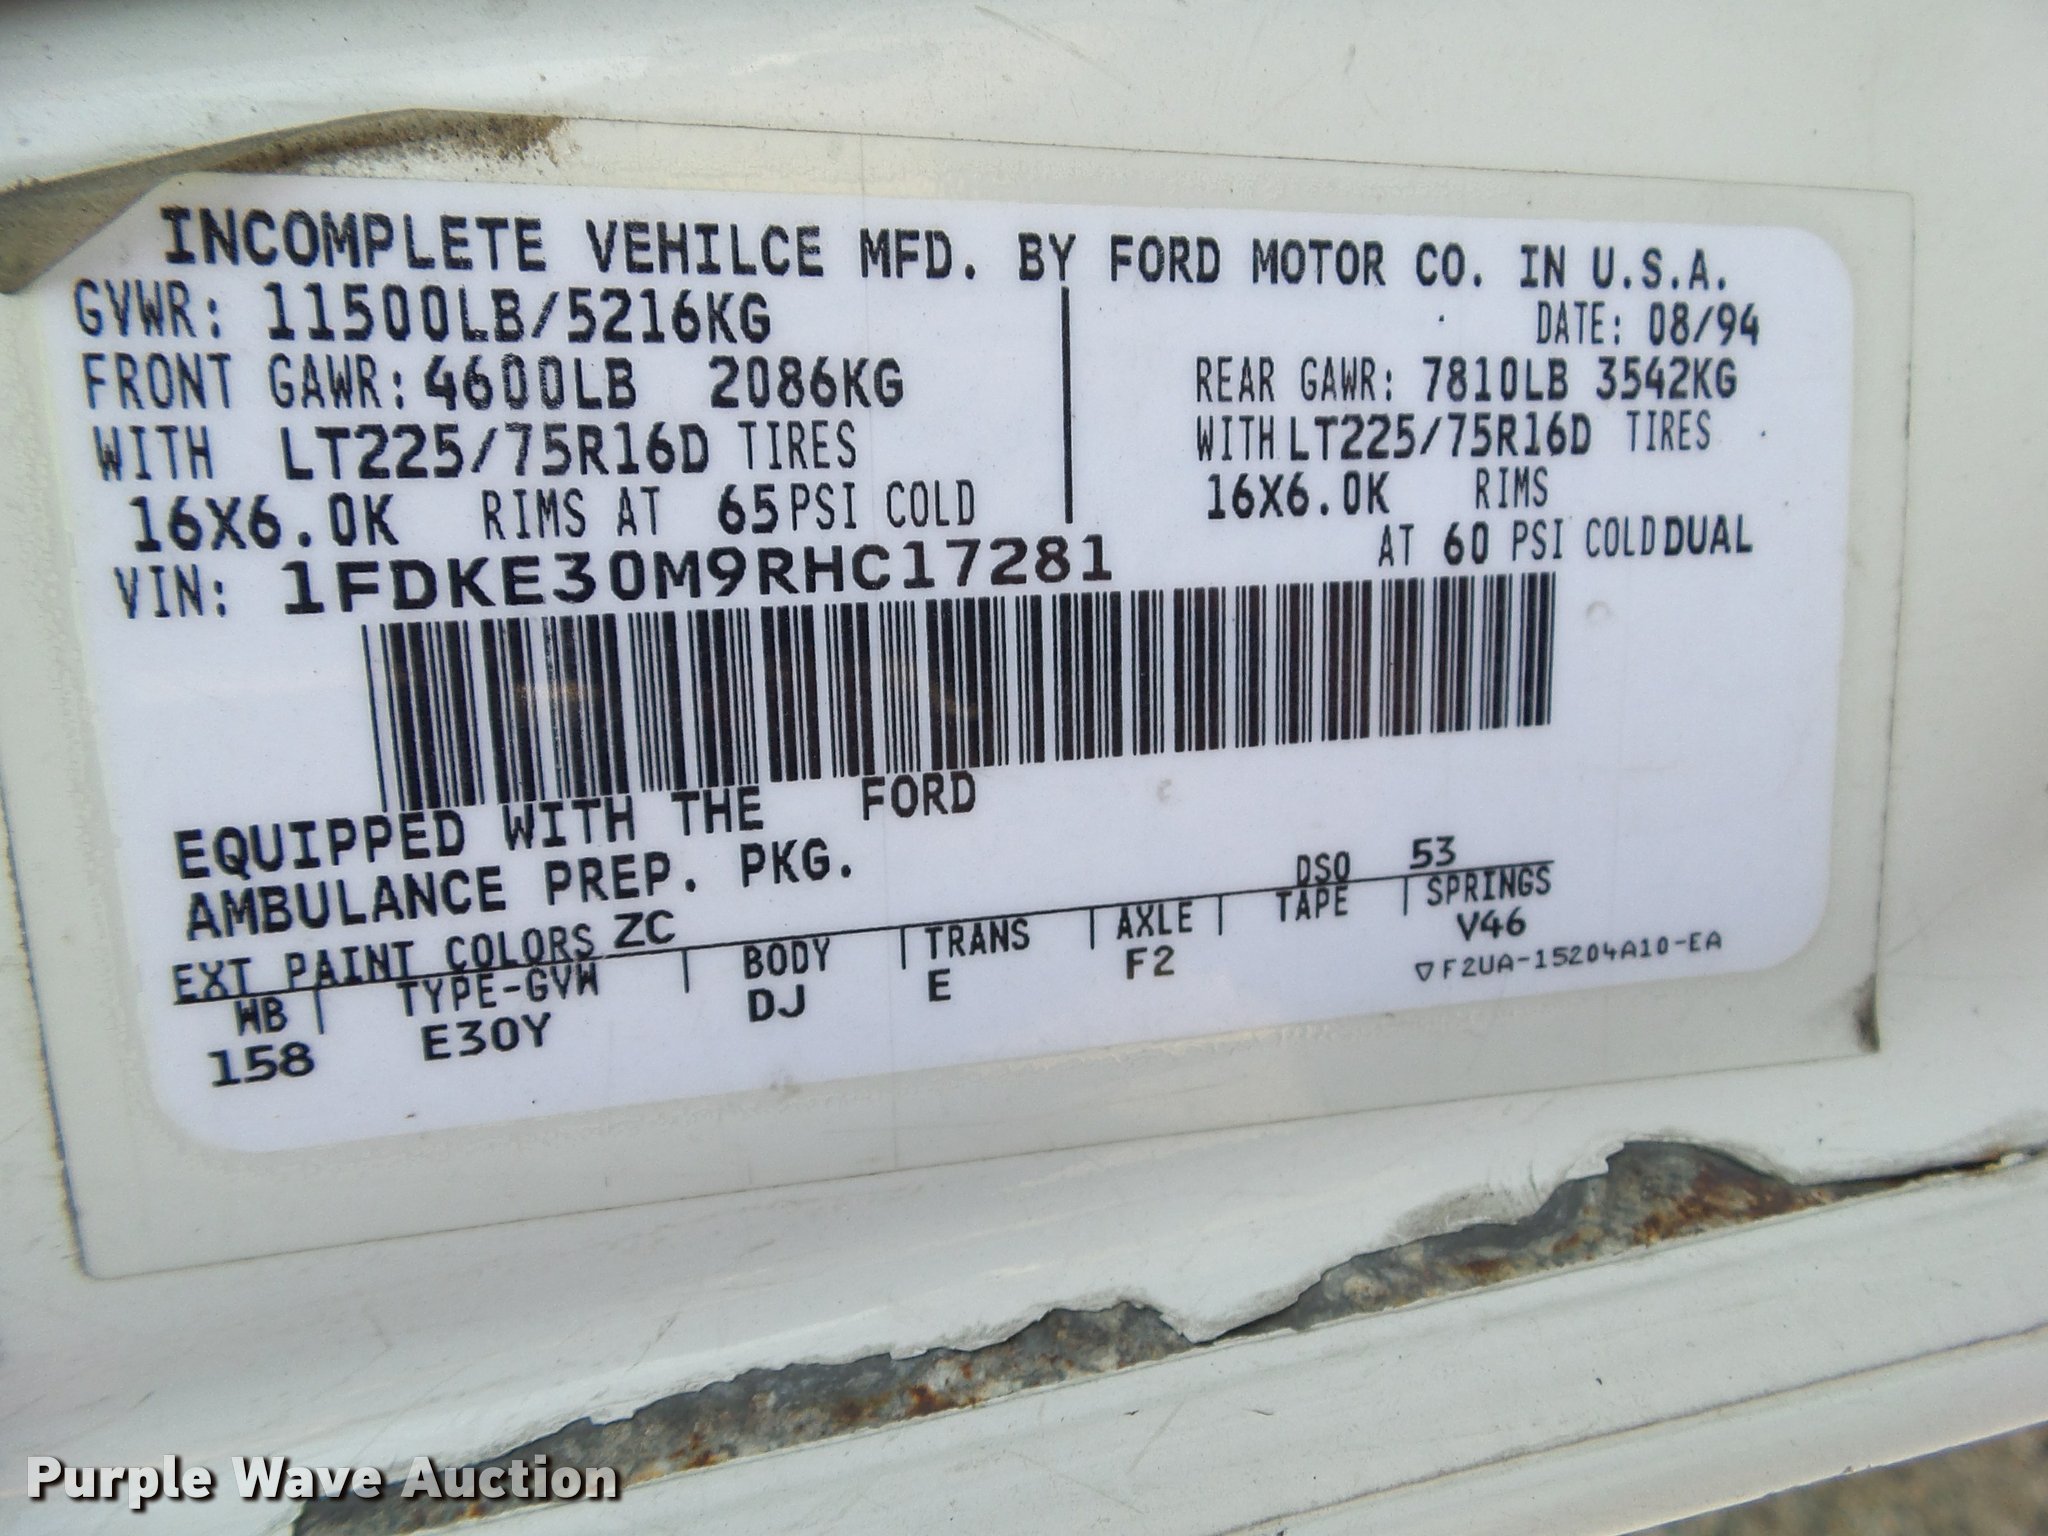 INCOMPLETE VEHILCE MFD. BY FORD MOTOR CO. IN U.S.A.
GVWR: 11500LB/5216KG
DATE: 08/94
FRONT GAWR: 4600LB 2086KG
WITH LT225/75R16D TIRES
16X6.0K RIMS AT 65 PSI COLD
REAR GAWR: 7810LB 3542KG
WITH LT225/75R16D TIRES
16X6.0K RIMS
AT 60 PSI COLD DUAL
VIN: 1FDKE30M9RHC17281
EQUIPPED WITH THE FORD
AMBULANCE PREP. PKG.
EXT PAINT COLORS ZC DSO 53
WB | TYPE-GVW | BODY | TRANS | AXLE | TAPE | SPRINGS
158 E30Y DJ E F2 V46
▽F2UA-15204A10-EA
Purple Wave Auction